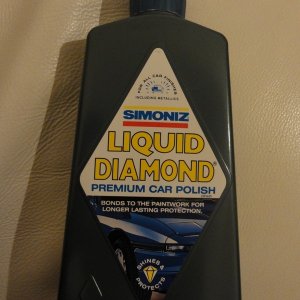 FOR ALL CAR FINISHES
INCLUDING METALLICS
SIMONIZ
LIQUID
DIAMOND®
PREMIUM CAR POLISH
BONDS TO THE PAINTWORK FOR
LONGER LASTING PROTECTION.
SHINES &
PROTECTS